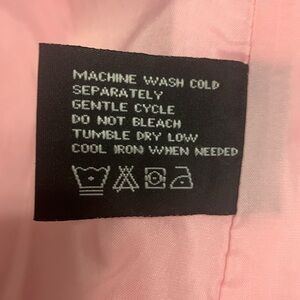 MACHINE WASH COLD
SEPARATELY
GENTLE CYCLE
DO NOT BLEACH
TUMBLE DRY LOW
COOL IRON WHEN NEEDED